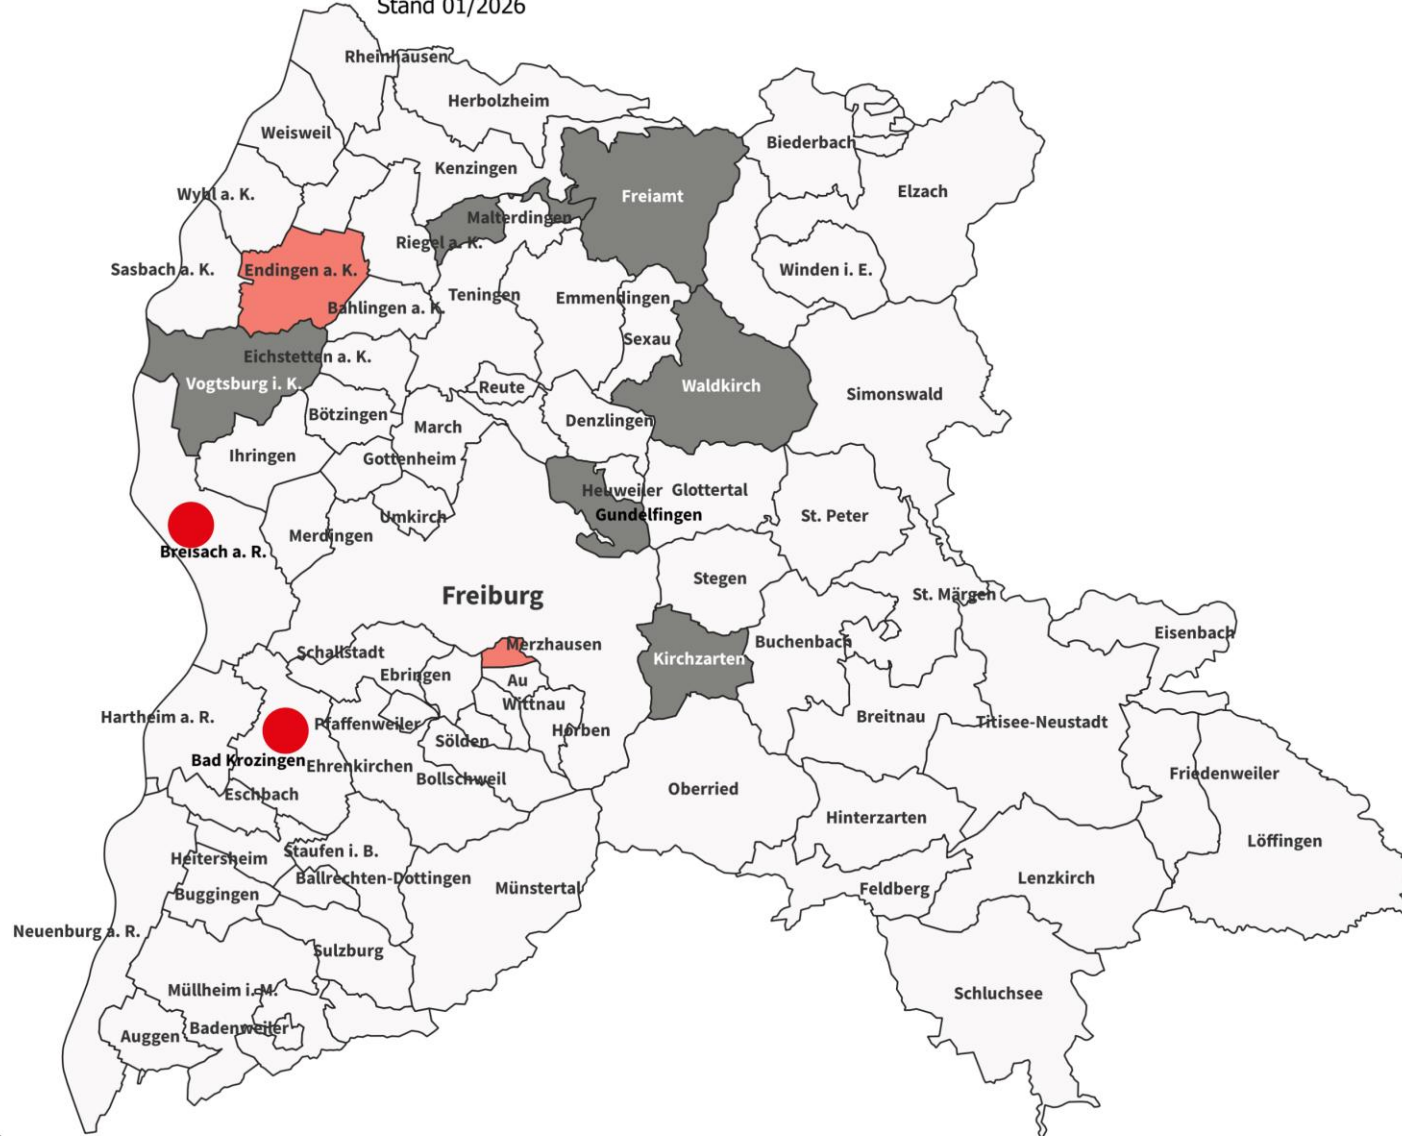 Stand 01/2026
Rheinhausen
Herbolzheim
Weisweil
Biederbach
Kenzingen
Elzach
Wyhl a. K.
Freiamt
Malterdingen
Riegel a. K.
Sasbach a. K.
Endingen a. K.
Winden i. E.
Teningen
Emmendingen
Bahlingen a. K.
Sexau
Eichstetten a. K.
Vogtsburg i. K.
Reute
Waldkirch
Simonswald
Bötzingen
Denzlingen
March
Ihringen
Gottenheim
Heuweiler
Glottertal
Gundelfingen
St. Peter
Umkirch
Merdingen
Breisach a. R.
Stegen
Freiburg
St. Märgen
Eisenbach
Merzhausen
Buchenbach
Schallstadt
Kirchzarten
Ebringen
Au
Wittnau
Hartheim a. R.
Breitnau
Titisee-Neustadt
Pfaffenweiler
Horben
Sölden
Bad Krozingen
Ehrenkirchen
Friedenweiler
Bollschweil
Oberried
Eschbach
Hinterzarten
Löffingen
Staufen i. B.
Heitersheim
Ballrechten-Dottingen
Lenzkirch
Münstertal
Feldberg
Buggingen
Neuenburg a. R.
Sulzburg
Müllheim i. M.
Schluchsee
Badenweiler
Auggen